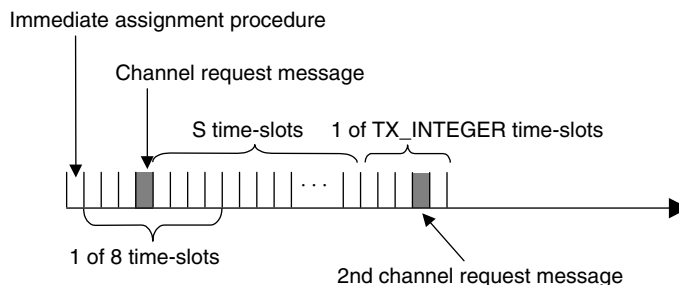 Immediate assignment procedure
Channel request message
S time-slots
1 of TX_INTEGER time-slots
. . .
1 of 8 time-slots
2nd channel request message